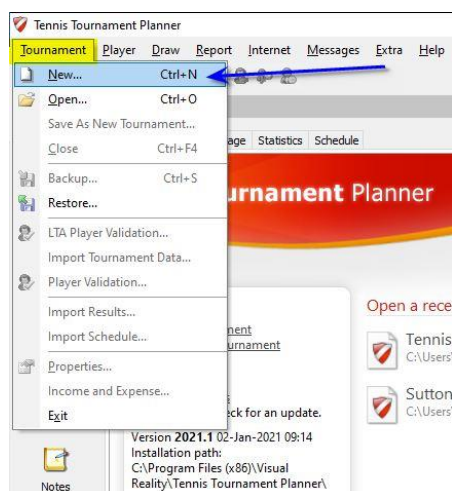 Tennis Tournament Planner
Tournament Player Draw Report Internet Messages Extra Help
New... Ctrl+N
Open... Ctrl+O
Save As New Tournament...
Close Ctrl+F4
Backup... Ctrl+S
Restore...
LTA Player Validation...
Import Tournament Data...
Player Validation...
Import Results...
Import Schedule...
Properties...
Income and Expense...
Exit
age Statistics Schedule
urnament Planner
Open a rece
ment
urnament
Tennis
C:\Users\
Sutton
C:\Users\
s
ck for an update.
Version 2021.1 02-Jan-2021 09:14
Installation path:
C:\Program Files (x86)\Visual
Reality\Tennis Tournament Planner\
Notes